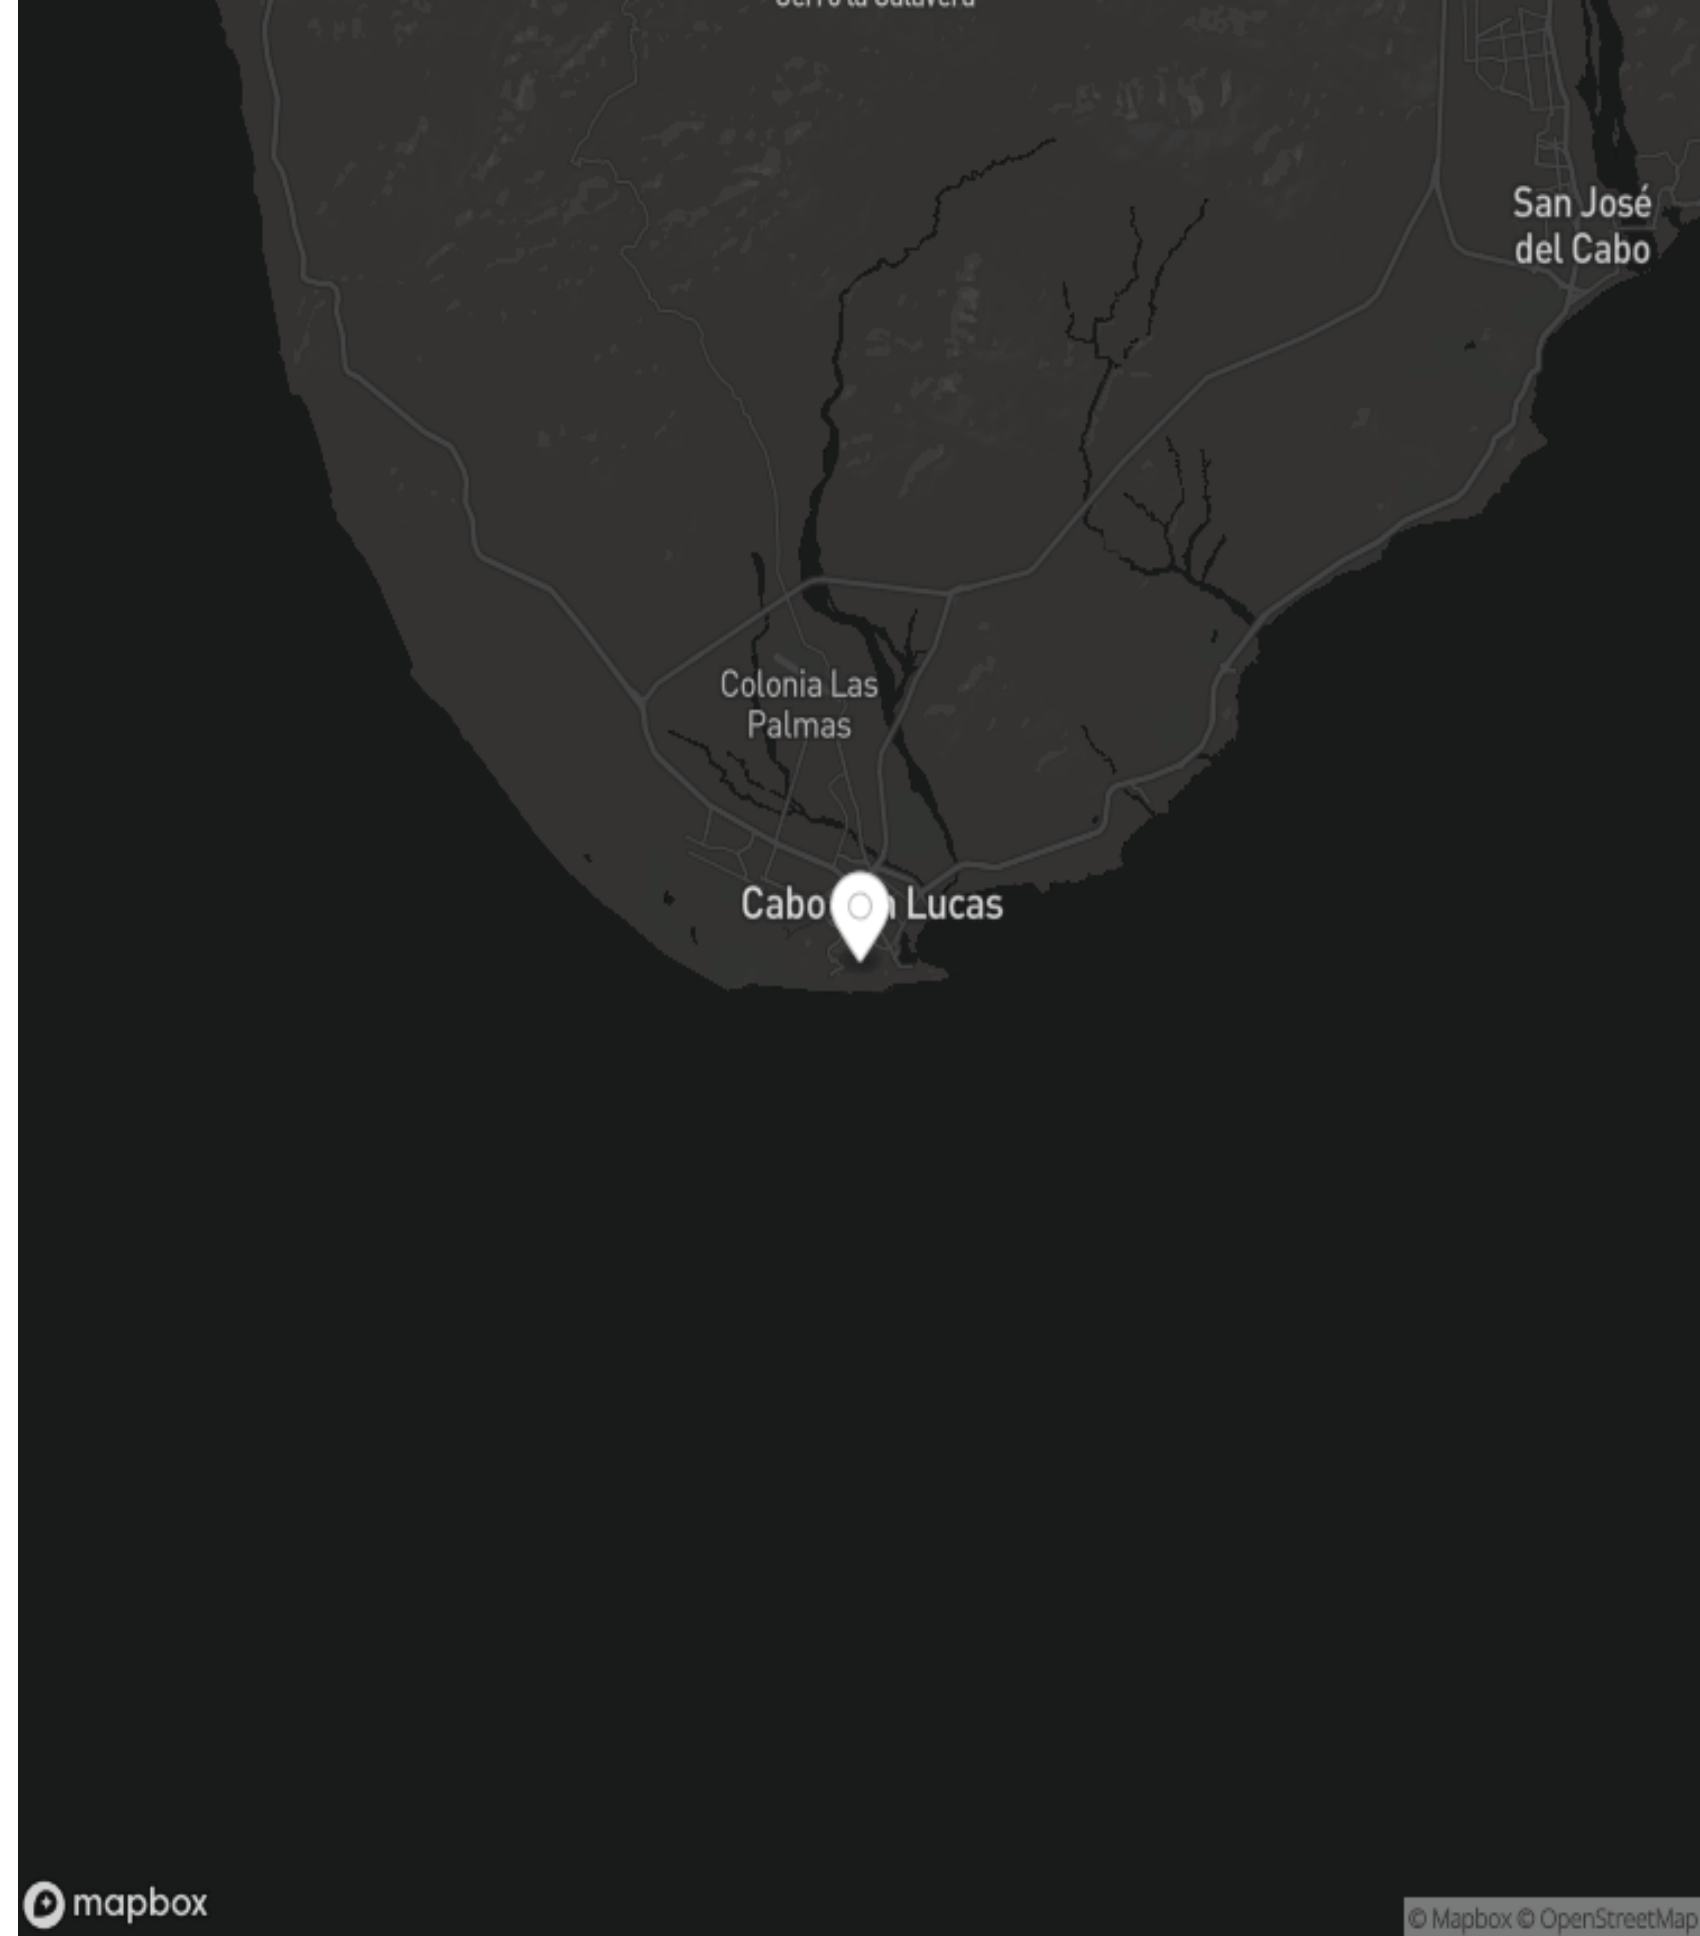 San José
del Cabo
Colonia Las
Palmas
Cabo Lucas
mapbox
© Mapbox © OpenStreetMap